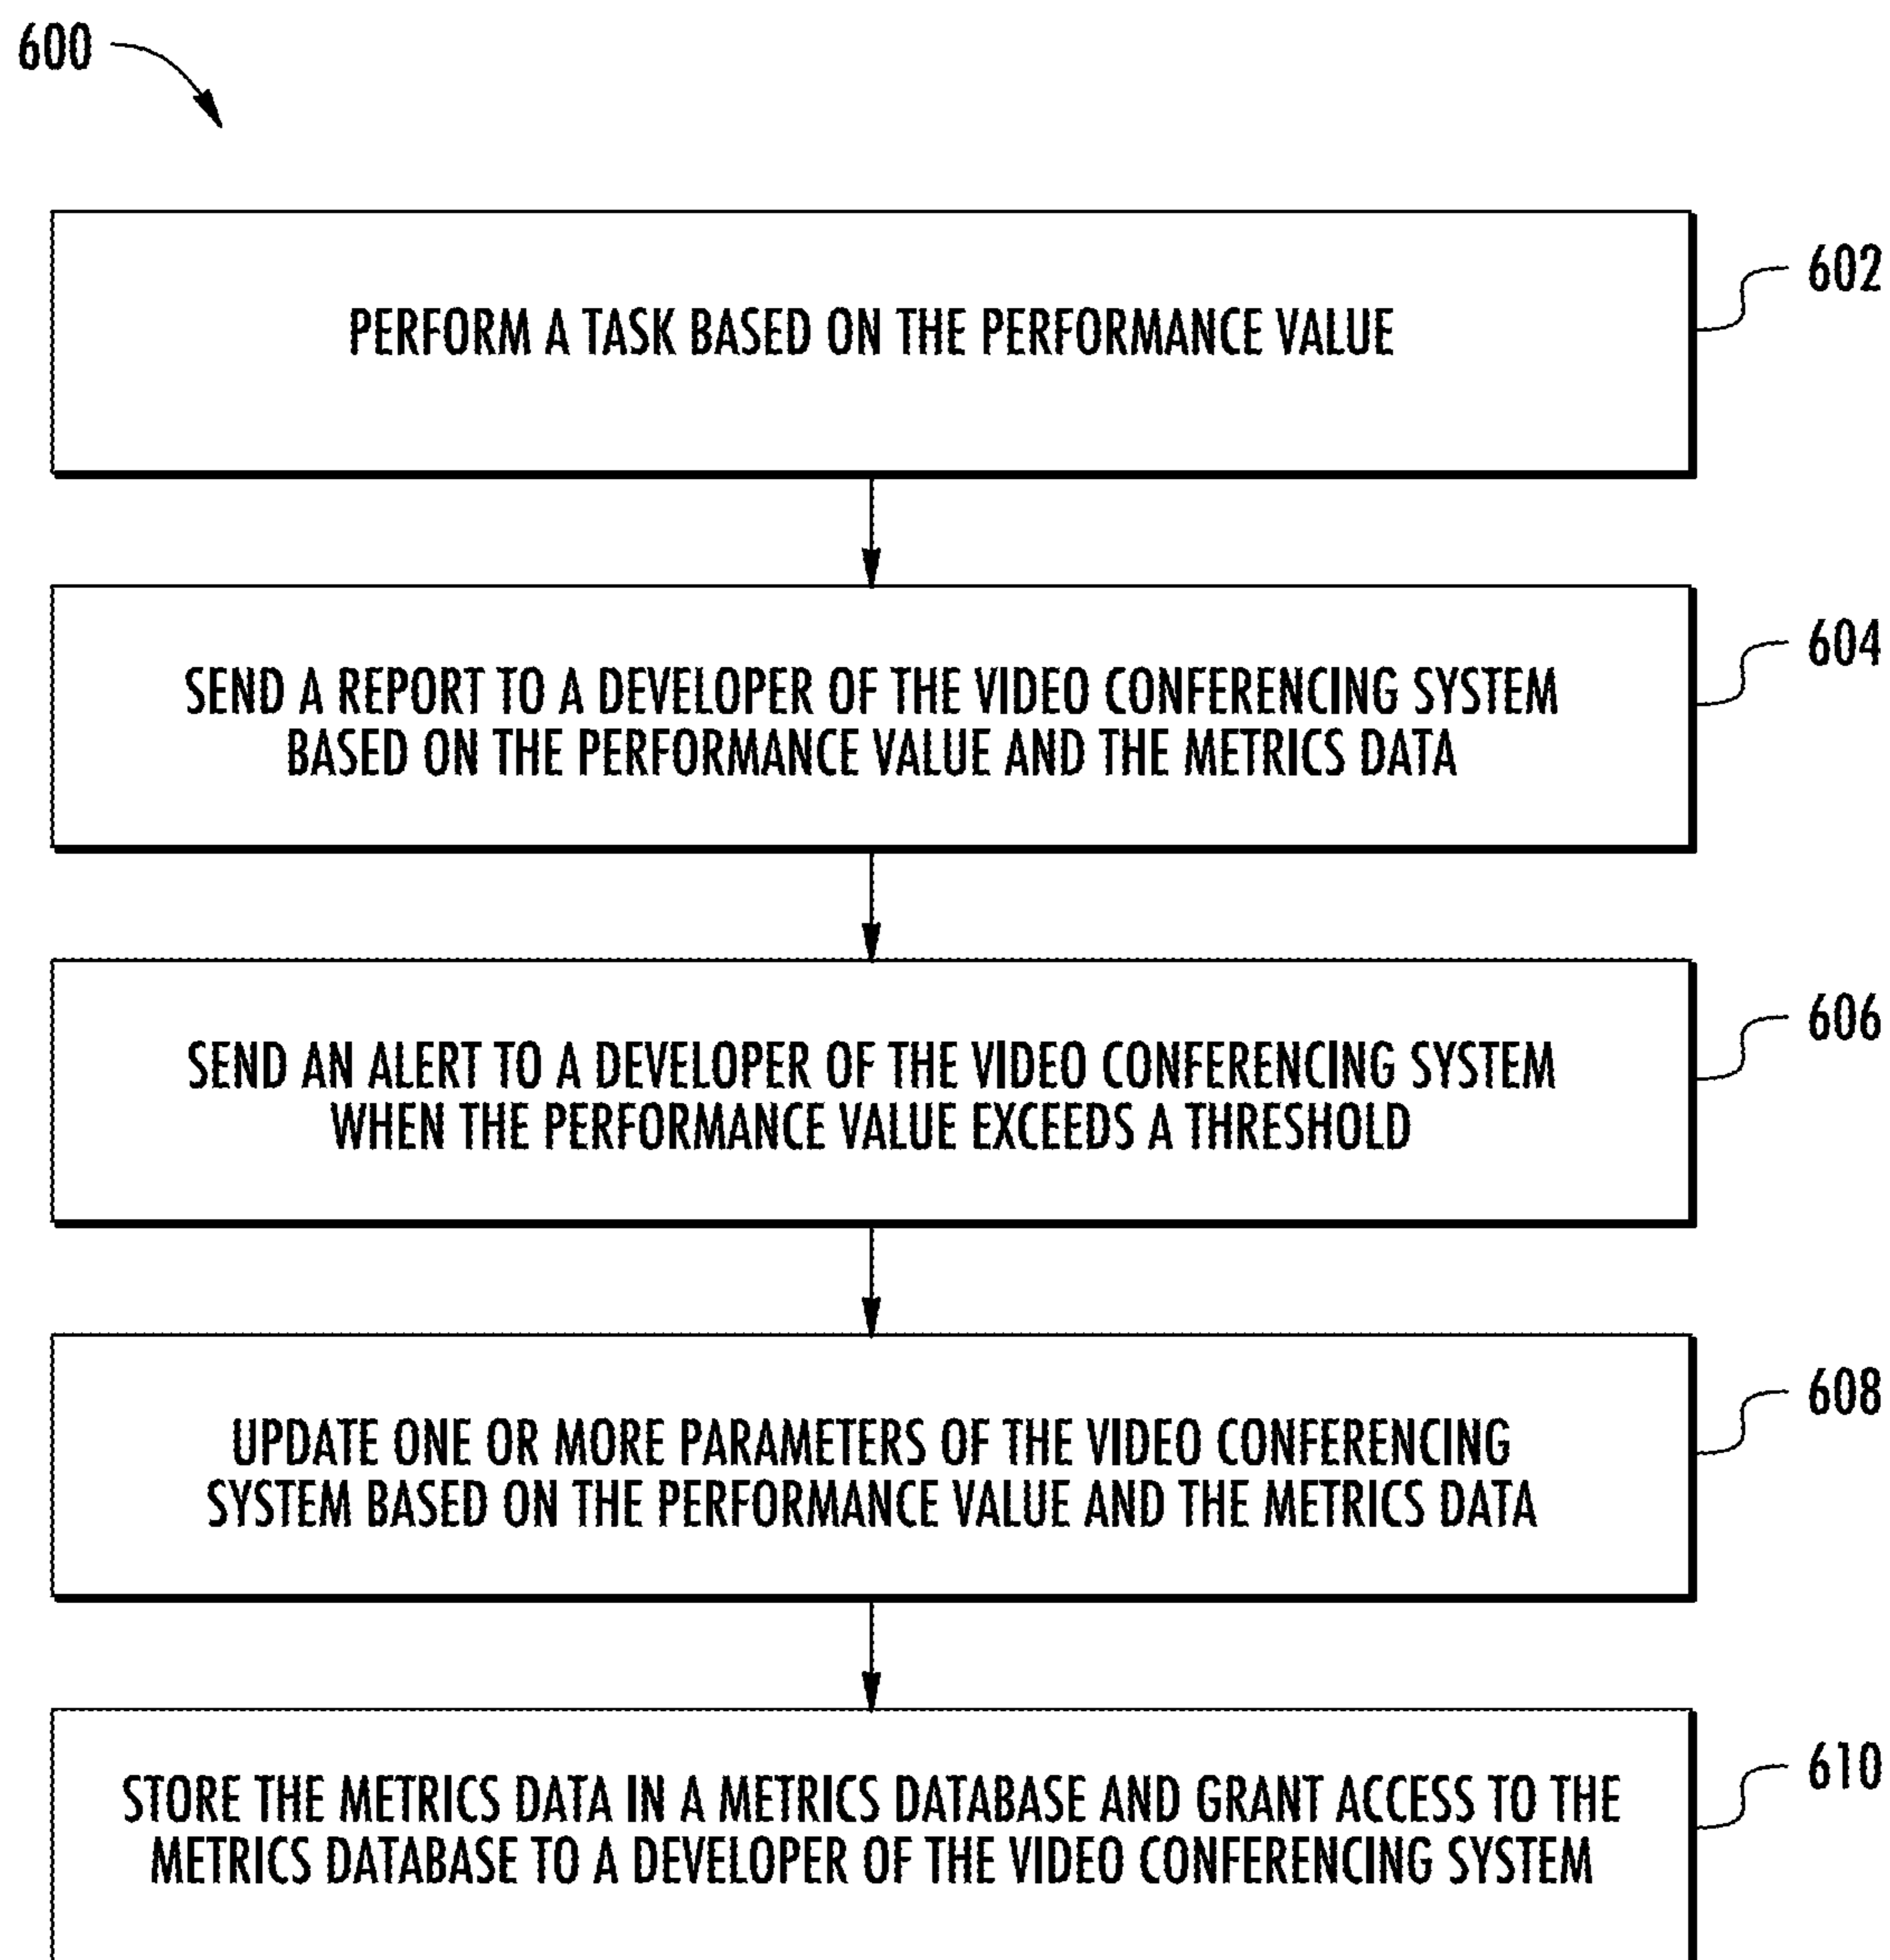 600
PERFORM A TASK BASED ON THE PERFORMANCE VALUE
602
SEND A REPORT TO A DEVELOPER OF THE VIDEO CONFERENCING SYSTEM
BASED ON THE PERFORMANCE VALUE AND THE METRICS DATA
604
SEND AN ALERT TO A DEVELOPER OF THE VIDEO CONFERENCING SYSTEM
WHEN THE PERFORMANCE VALUE EXCEEDS A THRESHOLD
606
UPDATE ONE OR MORE PARAMETERS OF THE VIDEO CONFERENCING
SYSTEM BASED ON THE PERFORMANCE VALUE AND THE METRICS DATA
608
STORE THE METRICS DATA IN A METRICS DATABASE AND GRANT ACCESS TO THE
METRICS DATABASE TO A DEVELOPER OF THE VIDEO CONFERENCING SYSTEM
610